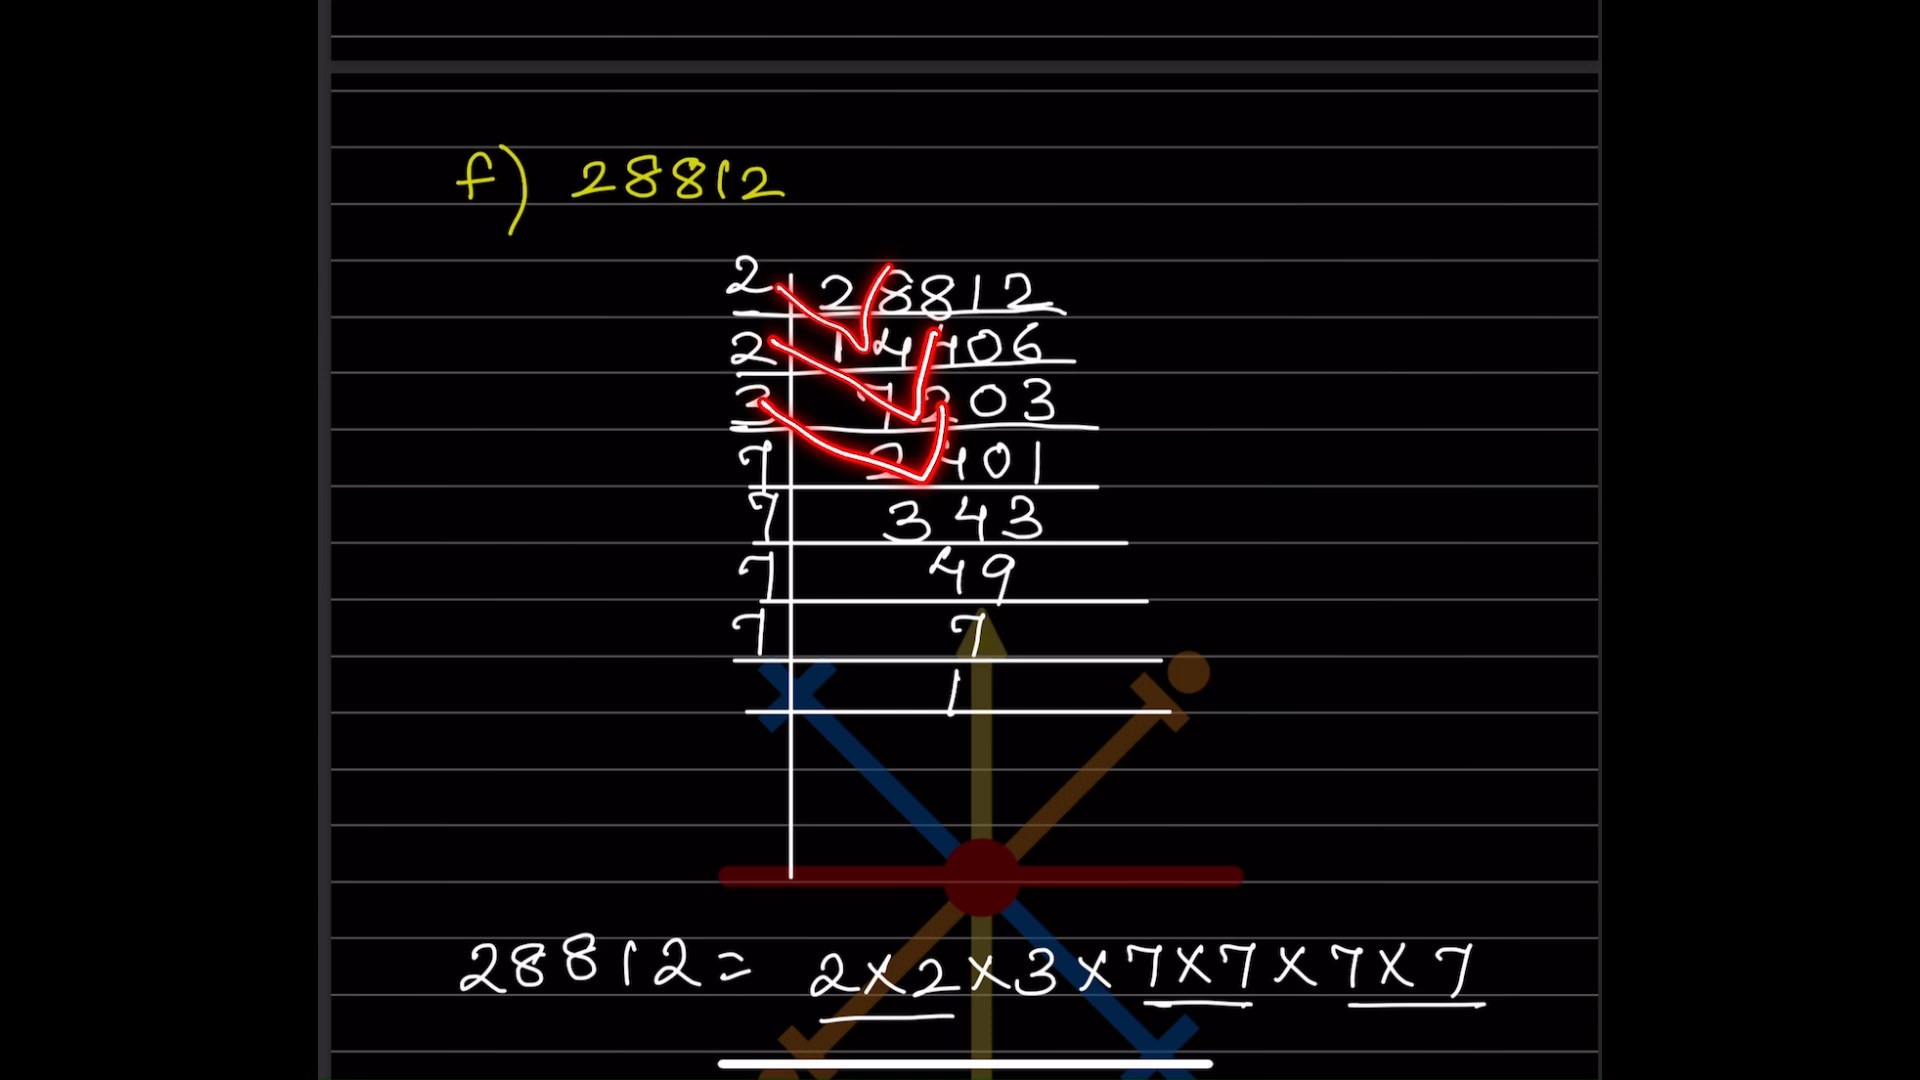 f) 28812
2 | 28812
2 | 14406
3 | 7203
7 | 2401
7 | 343
7 | 49
7 | 7
1
28812 = 2 × 2 × 3 × 7 × 7 × 7 × 7